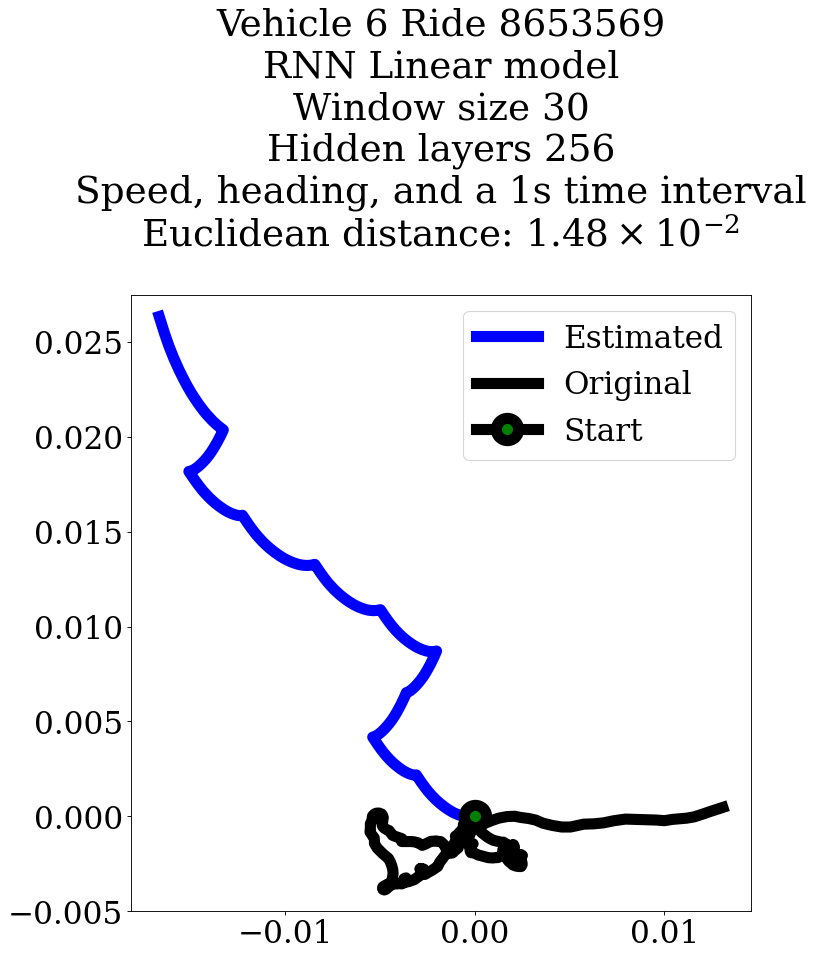 Vehicle 6 Ride 8653569
RNN Linear model
Window size 30
Hidden layers 256
Speed, heading, and a 1s time interval
Euclidean distance: 1.48 × 10⁻²
Estimated
Original
Start
0.025
0.020
0.015
0.010
0.005
0.000
−0.005
−0.01
0.00
0.01